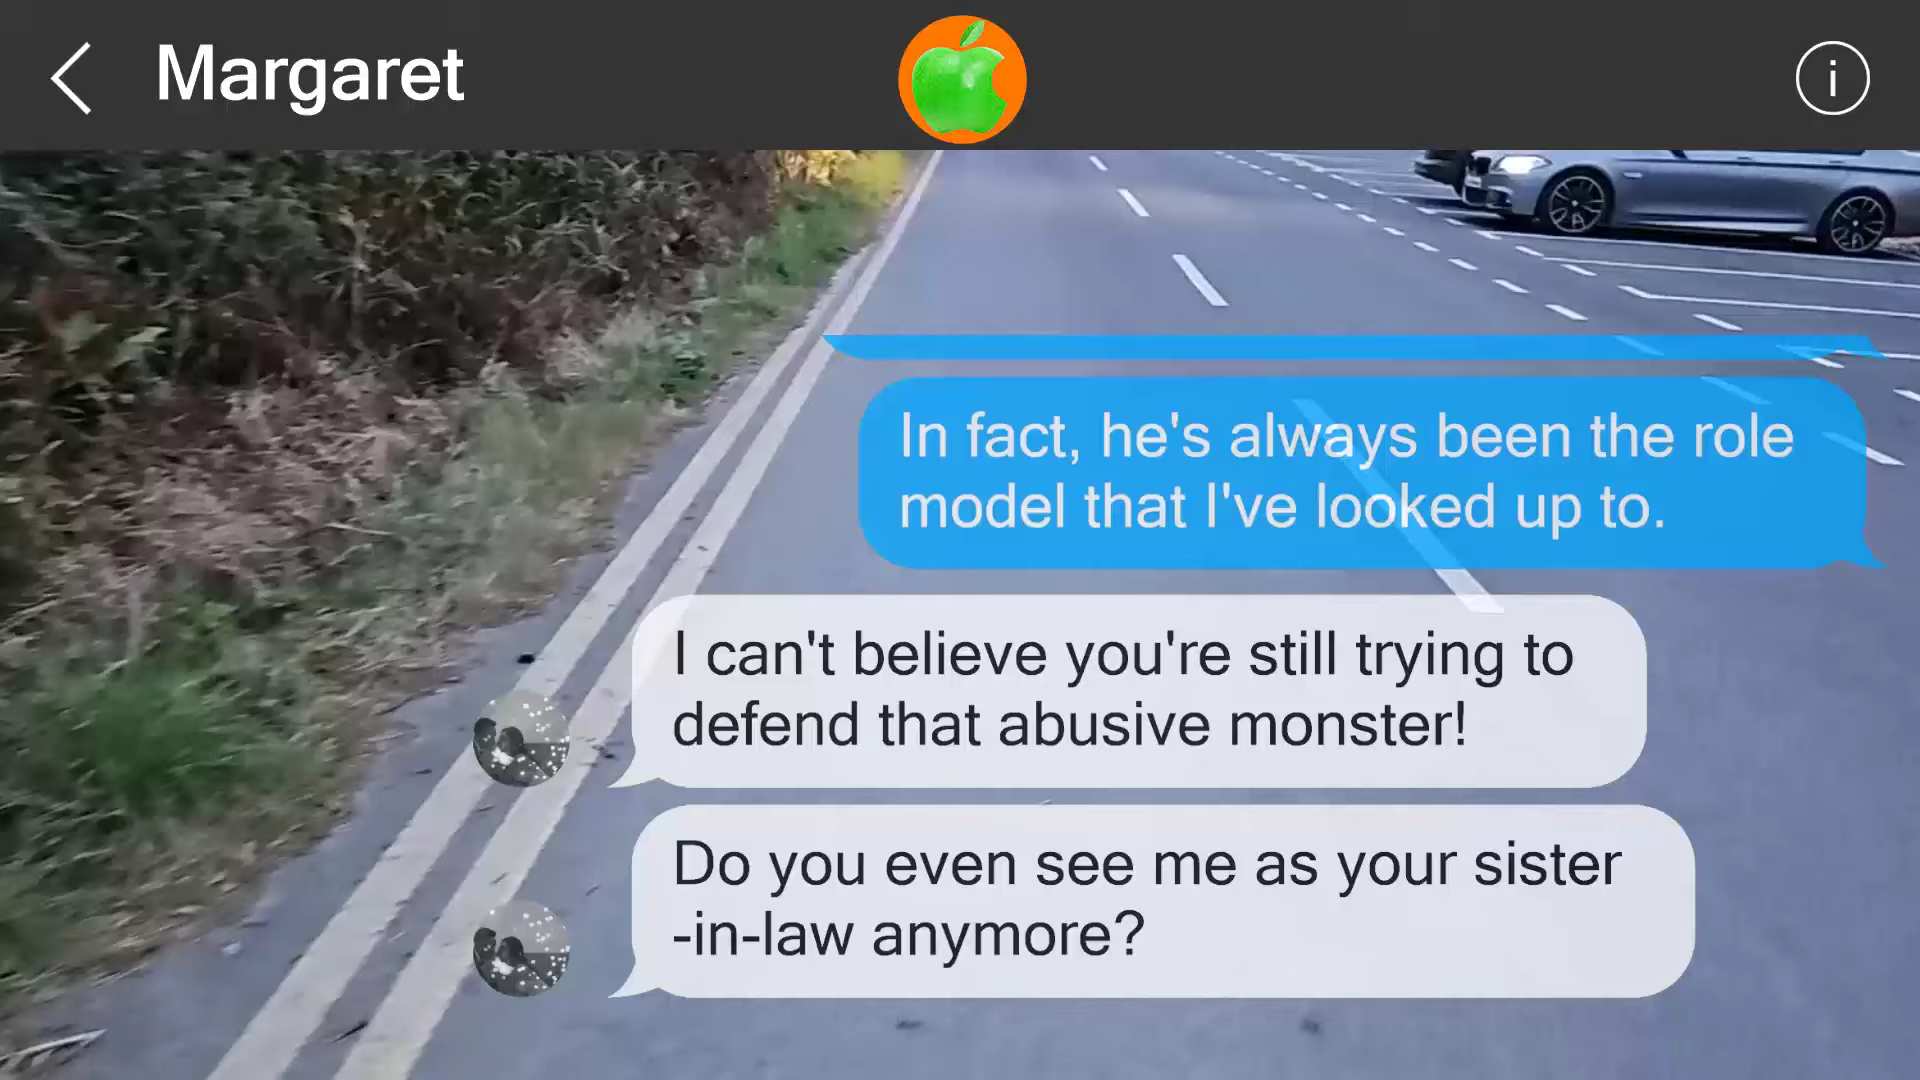 Margaret
In fact, he's always been the role
model that I've looked up to.
I can't believe you're still trying to
defend that abusive monster!
Do you even see me as your sister
-in-law anymore?